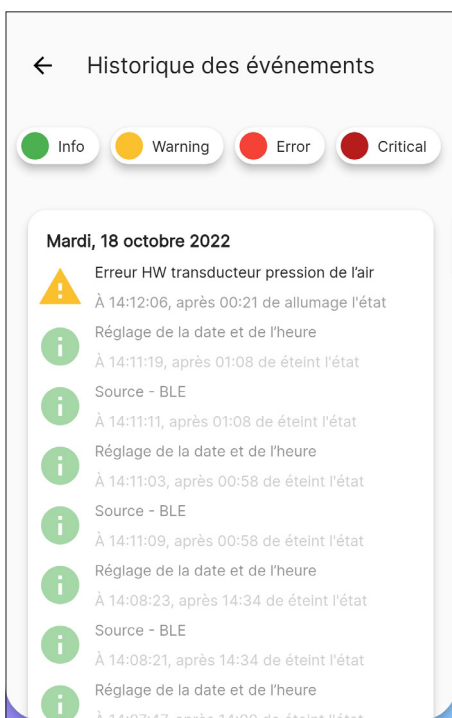 Historique des événements
Info
Warning
Error
Critical
Mardi, 18 octobre 2022
Erreur HW transducteur pression de l’air
À 14:12:06, après 00:21 de allumage l'état
Réglage de la date et de l’heure
À 14:11:19, après 01:08 de éteint l'état
Source - BLE
À 14:11:11, après 01:08 de éteint l'état
Réglage de la date et de l’heure
À 14:11:03, après 00:58 de éteint l'état
Source - BLE
À 14:11:09, après 00:58 de éteint l'état
Réglage de la date et de l’heure
À 14:08:23, après 14:34 de éteint l'état
Source - BLE
À 14:08:21, après 14:34 de éteint l'état
Réglage de la date et de l’heure